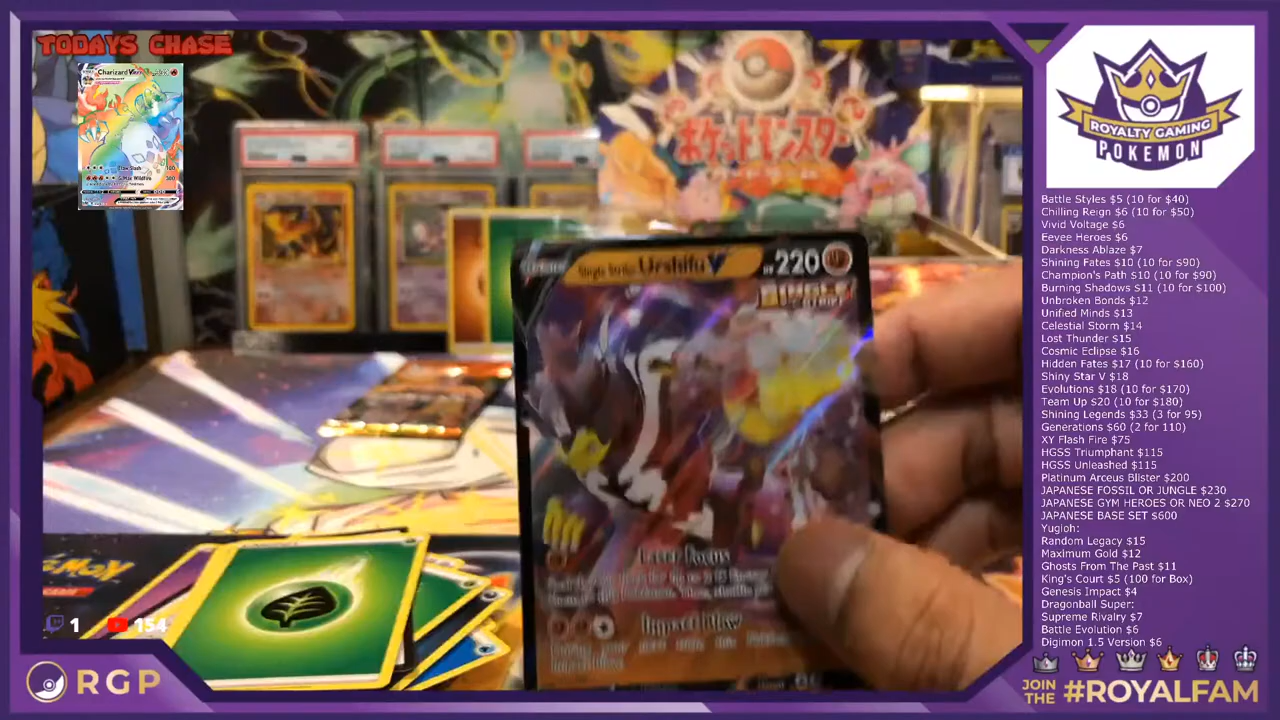 TODAYS CHASE
Charizard
G-Max Wildfire 300
ポケットモンスター
Single Strike Urshifu V 220
SINGLE STRIKE
Laser Focus
Impact Blow
1 154
RGP
ROYALTY GAMING
POKEMON
Battle Styles $5 (10 for $40)
Chilling Reign $6 (10 for $50)
Vivid Voltage $6
Eevee Heroes $6
Darkness Ablaze $7
Shining Fates $10 (10 for $90)
Champion's Path $10 (10 for $90)
Burning Shadows $11 (10 for $100)
Unbroken Bonds $12
Unified Minds $13
Celestial Storm $14
Lost Thunder $15
Cosmic Eclipse $16
Hidden Fates $17 (10 for $160)
Shiny Star V $18
Evolutions $18 (10 for $170)
Team Up $20 (10 for $180)
Shining Legends $33 (3 for 95)
Generations $60 (2 for 110)
XY Flash Fire $75
HGSS Triumphant $115
HGSS Unleashed $115
Platinum Arceus Blister $200
JAPANESE FOSSIL OR JUNGLE $230
JAPANESE GYM HEROES OR NEO 2 $270
JAPANESE BASE SET $600
Yugioh:
Random Legacy $15
Maximum Gold $12
Ghosts From The Past $11
King's Court $5 (100 for Box)
Genesis Impact $4
Dragonball Super:
Supreme Rivalry $7
Battle Evolution $6
Digimon 1.5 Version $6
JOIN
THE #ROYALFAM